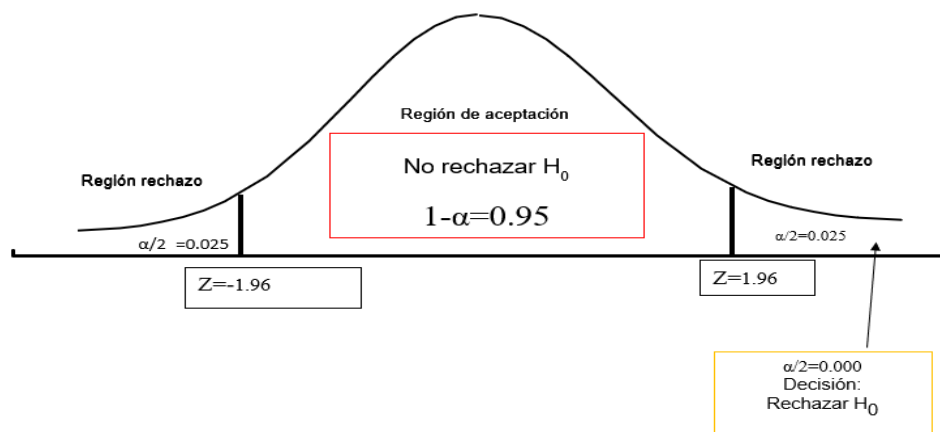 Región de aceptación
No rechazar H0
1-α=0.95
Región rechazo
Región rechazo
α/2 =0.025
α/2=0.025
Z=-1.96
Z=1.96
α/2=0.000
Decisión:
Rechazar H0